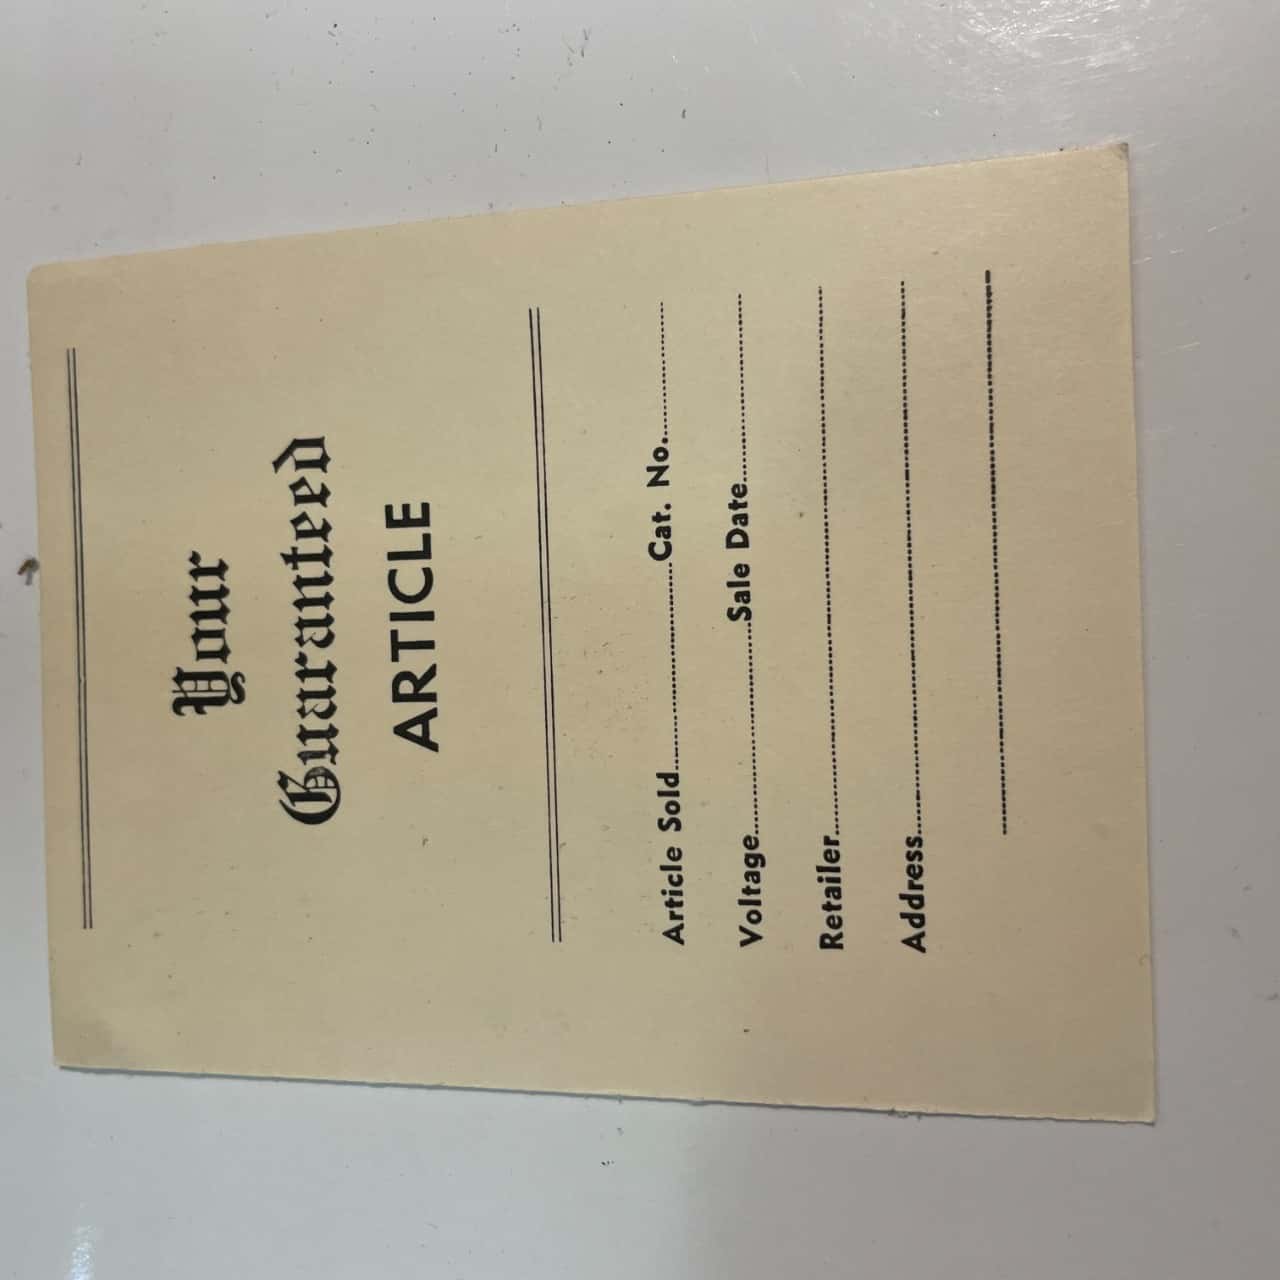 Your
Guaranteed
ARTICLE
Article Sold....................Cat. No..............
Voltage....................Sale Date....................
Retailer........................................
Address........................................